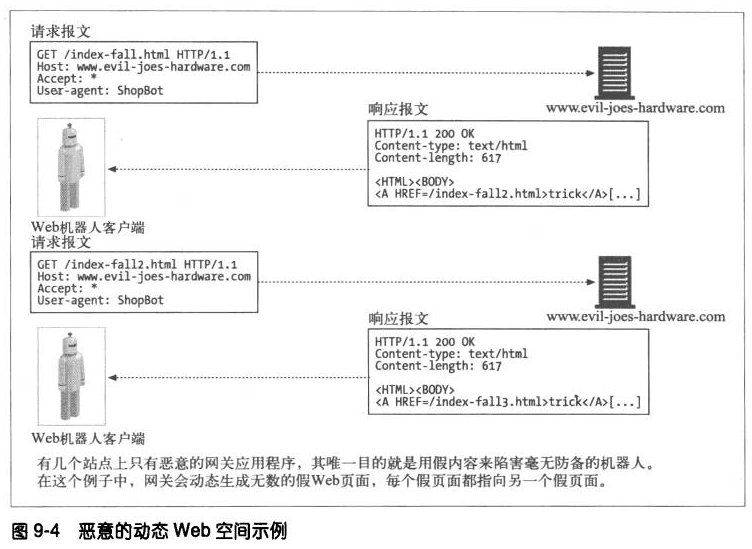 请求报文
GET /index-fall.html HTTP/1.1
Host: www.evil-joes-hardware.com
Accept: *
User-agent: ShopBot
www.evil-joes-hardware.com
响应报文
HTTP/1.1 200 OK
Content-type: text/html
Content-length: 617
<HTML><BODY>
<A HREF=/index-fall2.html>trick</A>[...]
Web机器人客户端
请求报文
GET /index-fall2.html HTTP/1.1
Host: www.evil-joes-hardware.com
Accept: *
User-agent: ShopBot
www.evil-joes-hardware.com
响应报文
HTTP/1.1 200 OK
Content-type: text/html
Content-length: 617
<HTML><BODY>
<A HREF=/index-fall3.html>trick</A>[...]
Web机器人客户端
有几个站点上只有恶意的网关应用程序，其唯一目的就是用假内容来陷害毫无防备的机器人。
在这个例子中，网关会动态生成无数的假Web页面，每个假页面都指向另一个假页面。
图 9-4 恶意的动态 Web 空间示例